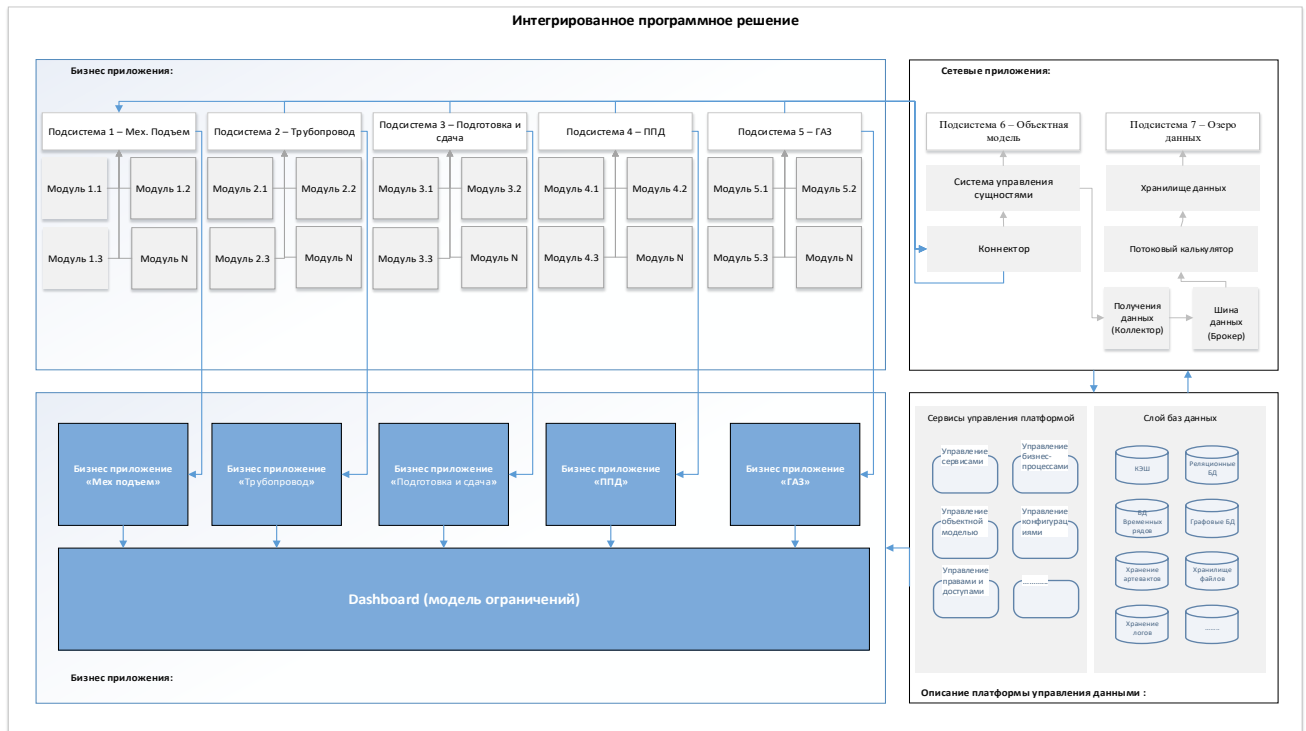 Интегрированное программное решение
Бизнес приложения:
Подсистема 1 – Мех. Подъем
Подсистема 2 – Трубопровод
Подсистема 3 – Подготовка и
сдача
Подсистема 4 – ППД
Подсистема 5 – ГАЗ
Модуль 1.1
Модуль 1.2
Модуль 2.1
Модуль 2.2
Модуль 3.1
Модуль 3.2
Модуль 4.1
Модуль 4.2
Модуль 5.1
Модуль 5.2
Модуль 1.3
Модуль N
Модуль 2.3
Модуль N
Модуль 3.3
Модуль N
Модуль 4.3
Модуль N
Модуль 5.3
Модуль N
Сетевые приложения:
Подсистема 6 – Объектная
модель
Подсистема 7 – Озеро
данных
Система управления
сущностями
Хранилище данных
Коннектор
Потоковый калькулятор
Получения
данных
(Коллектор)
Шина
данных
(Брокер)
Бизнес приложение
«Мех подъем»
Бизнес приложение
«Трубопровод»
Бизнес приложение
«Подготовка и сдача»
Бизнес приложение
«ППД»
Бизнес приложение
«ГАЗ»
Dashboard (модель ограничений)
Бизнес приложения:
Сервисы управления платформой
Управление
сервисами
Управление
бизнес-
процессами
Управление
объектной
моделью
Управление
конфигурац
иями
Управление
правами и
доступами
............
Слой баз данных
КЭШ
Реляционные
БД
БД
Временных
рядов
Графовые БД
Хранение
артевактов
Хранилище
файлов
Хранение
логов
.......
Описание платформы управления данными :